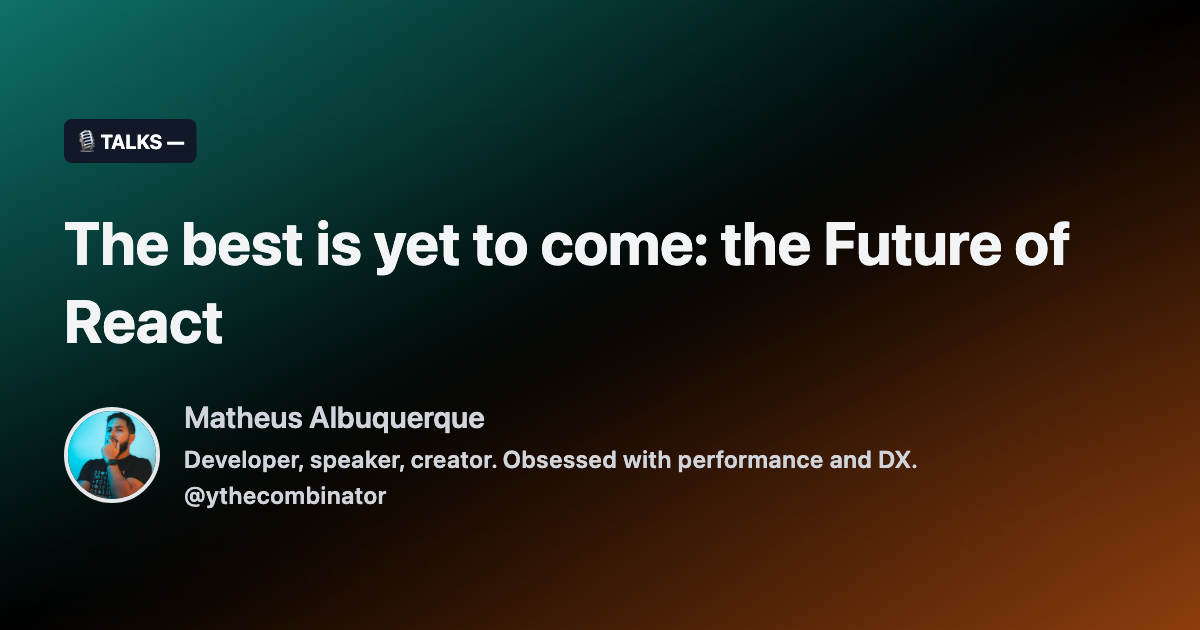 🎙 TALKS —
The best is yet to come: the Future of
React
Matheus Albuquerque
Developer, speaker, creator. Obsessed with performance and DX.
@ythecombinator